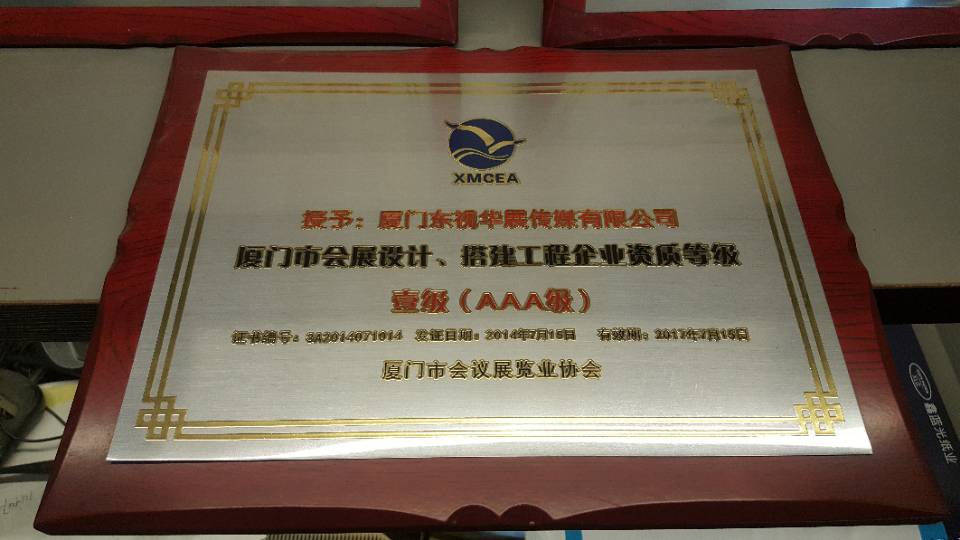 XMCEA
授予：厦门东视华展传媒有限公司
厦门市会展设计、搭建工程企业资质等级
壹级（AAA级）
证书编号：3A2014071014 发证日期：2014年7月15日 有效期：2017年7月15日
厦门市会议展览业协会